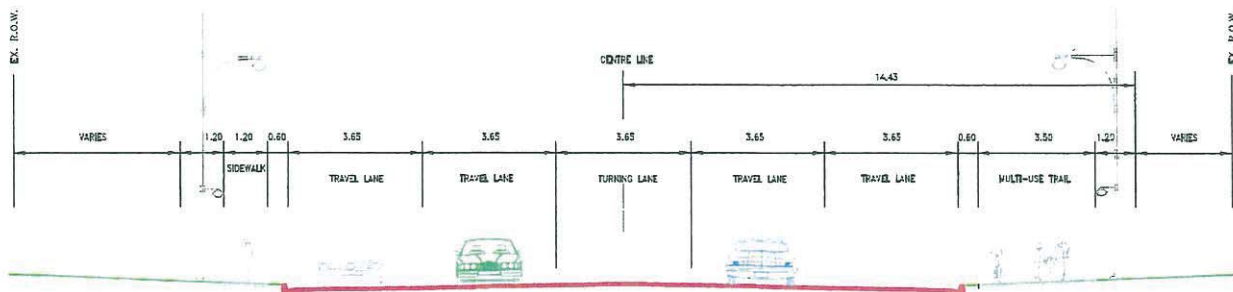 EX. R.O.W.
EX. R.O.W.
CENTRE LINE
14.43
VARIES 1.20 1.20 0.60 3.65 3.65 3.65 3.65 3.65 0.60 3.50 1.20 VARIES
SIDEWALK
TRAVEL LANE TRAVEL LANE TURNING LANE TRAVEL LANE TRAVEL LANE MULTI-USE TRAIL